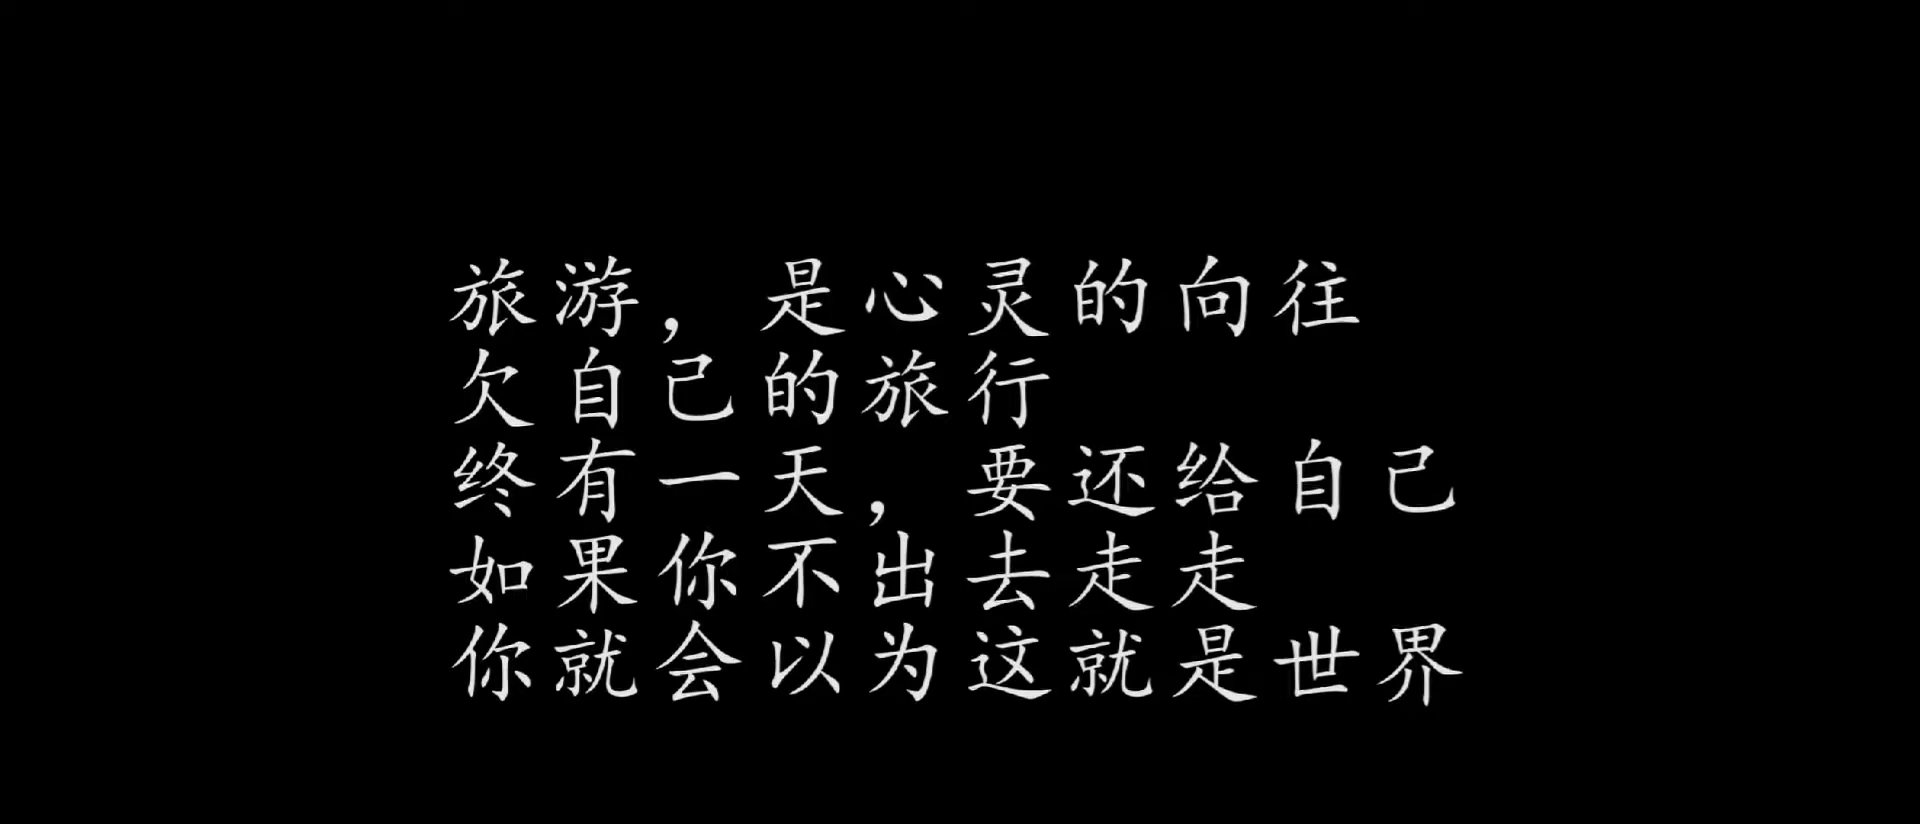 旅游，是心灵的向往
欠自己的旅行
终有一天，要还给自己
如果你不出去走走
你就会以为这就是世界